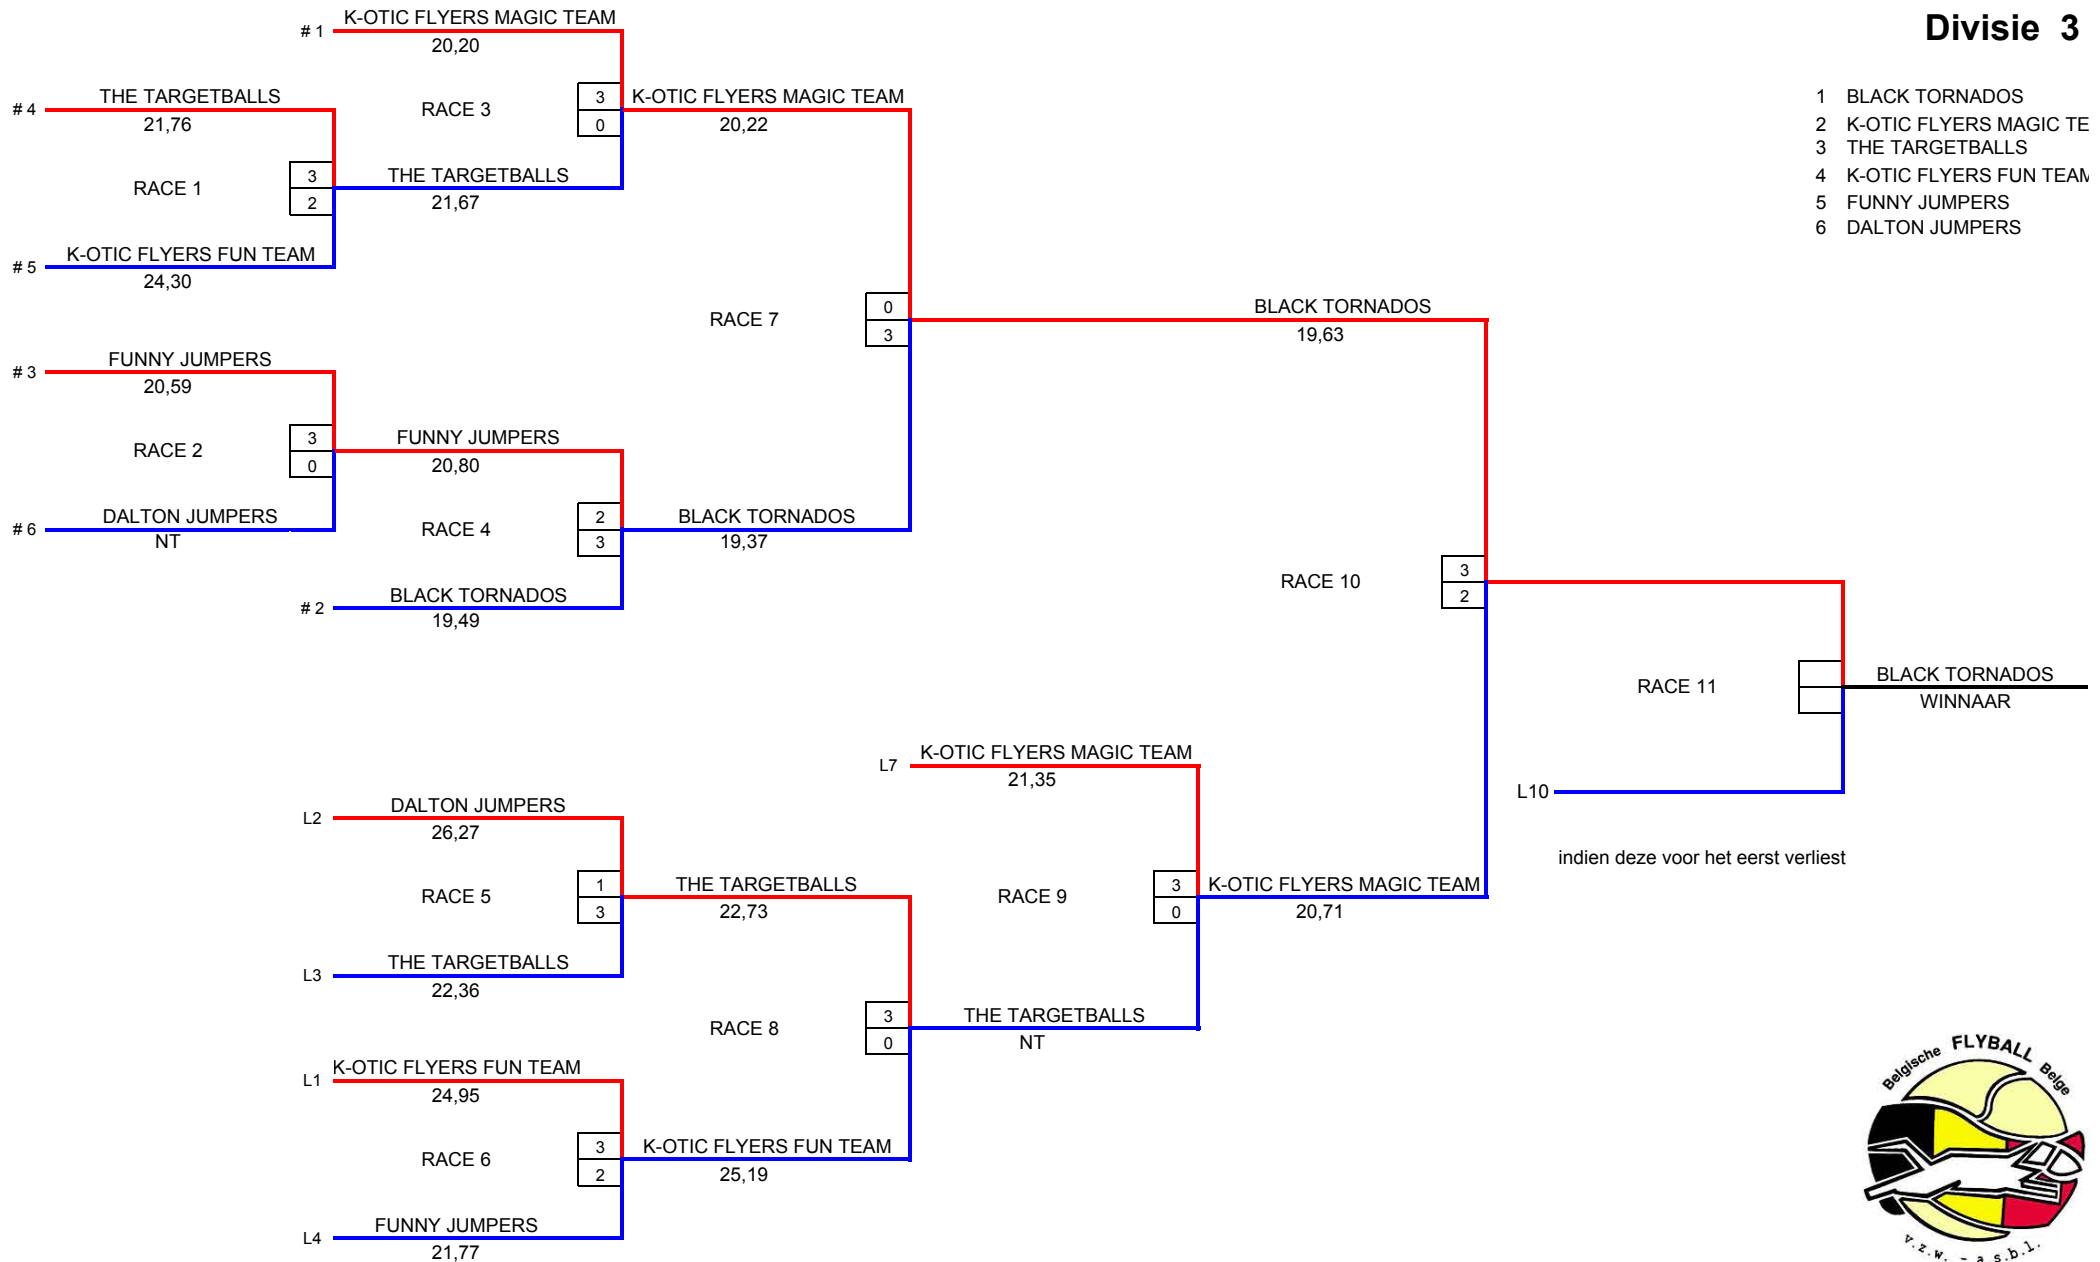 Divisie 3
1 BLACK TORNADOS
2 K-OTIC FLYERS MAGIC TE
3 THE TARGETBALLS
4 K-OTIC FLYERS FUN TEAM
5 FUNNY JUMPERS
6 DALTON JUMPERS
# 1
K-OTIC FLYERS MAGIC TEAM
20,20
# 4
THE TARGETBALLS
21,76
RACE 3
3
0
K-OTIC FLYERS MAGIC TEAM
20,22
RACE 1
3
2
THE TARGETBALLS
21,67
# 5
K-OTIC FLYERS FUN TEAM
24,30
RACE 7
0
3
BLACK TORNADOS
19,63
# 3
FUNNY JUMPERS
20,59
RACE 2
3
0
FUNNY JUMPERS
20,80
# 6
DALTON JUMPERS
NT
RACE 4
2
3
BLACK TORNADOS
19,37
# 2
BLACK TORNADOS
19,49
RACE 10
3
2
RACE 11
BLACK TORNADOS
WINNAAR
L7
K-OTIC FLYERS MAGIC TEAM
21,35
L10
indien deze voor het eerst verliest
L2
DALTON JUMPERS
26,27
RACE 5
1
3
THE TARGETBALLS
22,73
RACE 9
3
0
K-OTIC FLYERS MAGIC TEAM
20,71
L3
THE TARGETBALLS
22,36
RACE 8
3
0
THE TARGETBALLS
NT
L1
K-OTIC FLYERS FUN TEAM
24,95
RACE 6
3
2
K-OTIC FLYERS FUN TEAM
25,19
L4
FUNNY JUMPERS
21,77
Belgische FLYBALL Belge
v.z.w. - a.s.b.l.